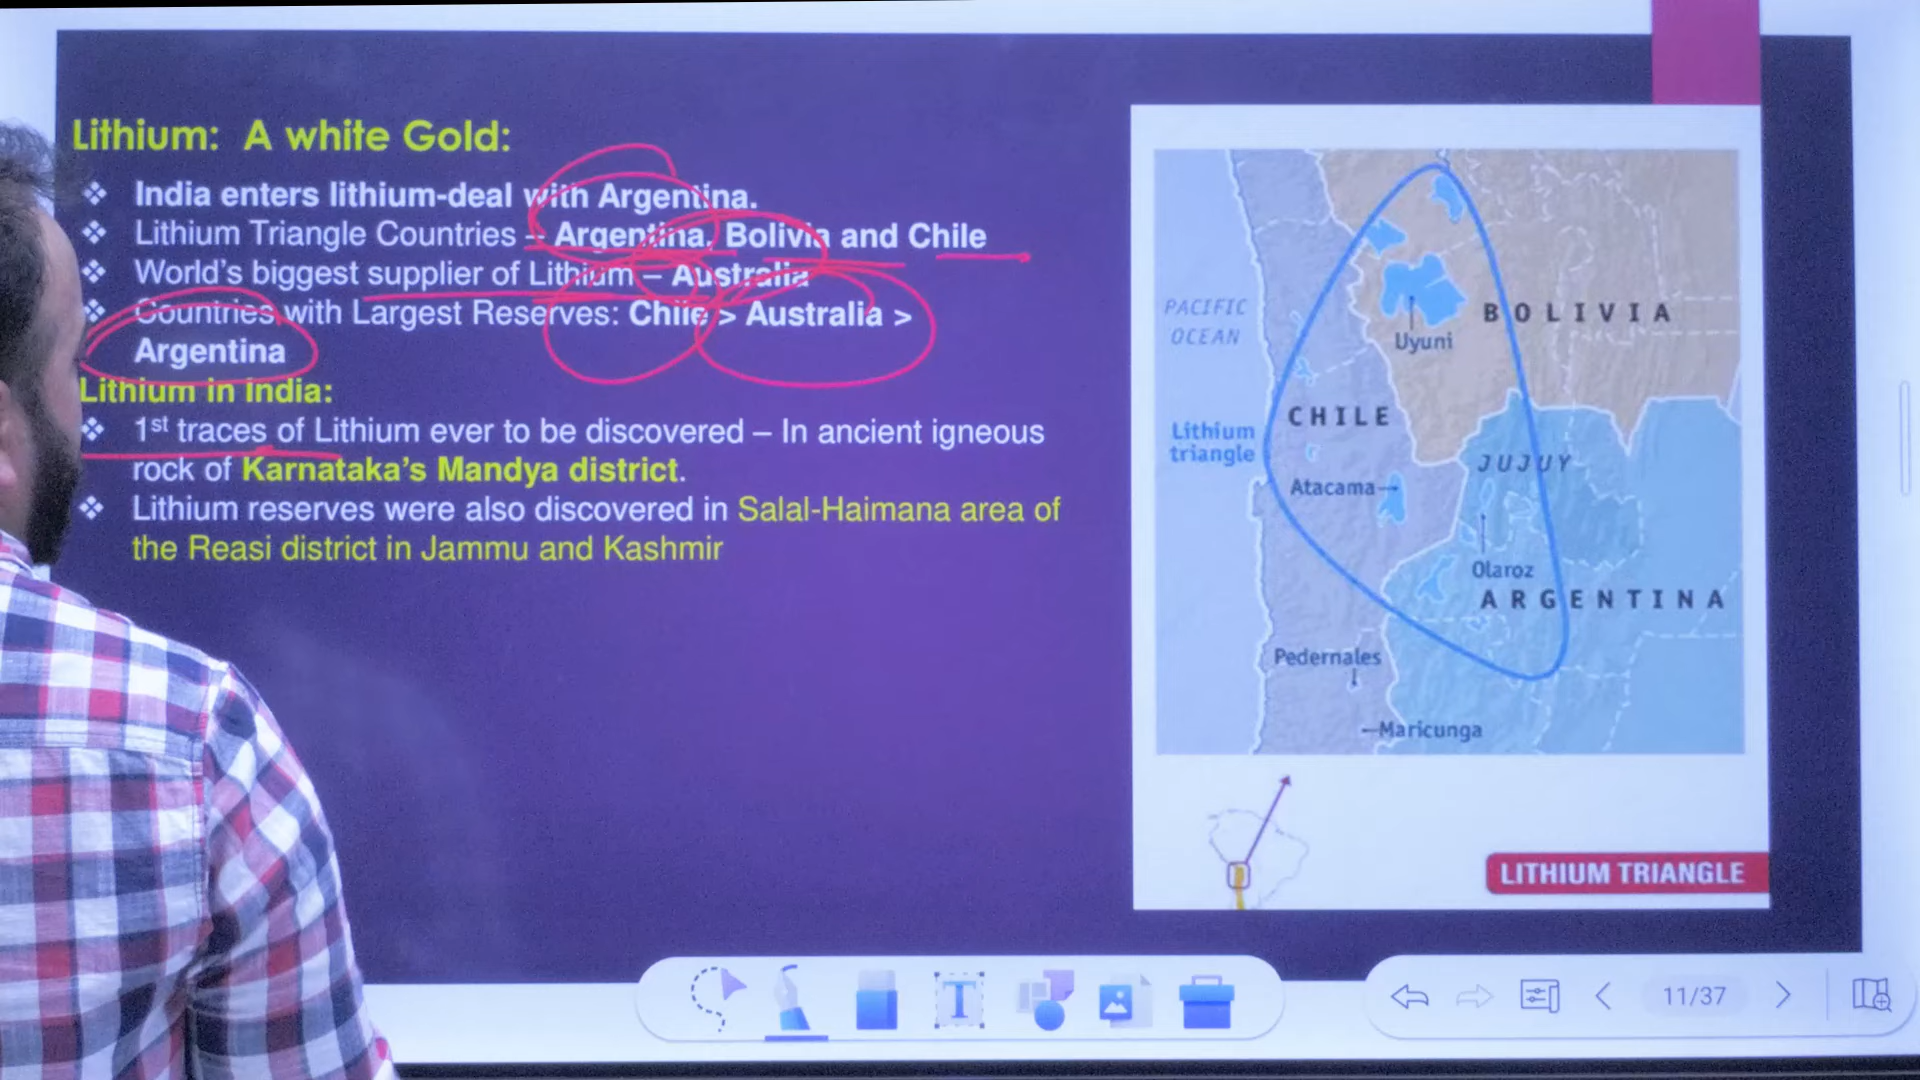 Lithium: A white Gold:
❖ India enters lithium-deal with Argentina.
❖ Lithium Triangle Countries – Argentina, Bolivia and Chile
❖ World's biggest supplier of Lithium – Australia
❖ Countries with Largest Reserves: Chile > Australia >
Argentina
Lithium in India:
❖ 1st traces of Lithium ever to be discovered – In ancient igneous
rock of Karnataka's Mandya district.
❖ Lithium reserves were also discovered in Salal-Haimana area of
the Reasi district in Jammu and Kashmir
PACIFIC
OCEAN
BOLIVIA
Uyuni
CHILE
Lithium
triangle
JUJUY
Atacama
Olaroz
ARGENTINA
Pedernales
Maricunga
LITHIUM TRIANGLE
T
11/37